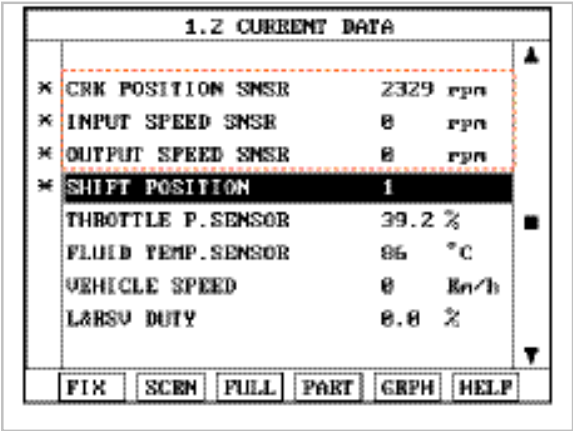 1.2 CURRENT DATA
* CRK POSITION SNSR 2329 rpm
* INPUT SPEED SNSR 0 rpm
* OUTPUT SPEED SNSR 0 rpm
* SHIFT POSITION 1
THROTTLE P.SENSOR 39.2 %
FLUID TEMP.SENSOR 86 °C
VEHICLE SPEED 0 Km/h
L&RSV DUTY 0.0 %
FIX SCRN FULL PART GRPH HELP